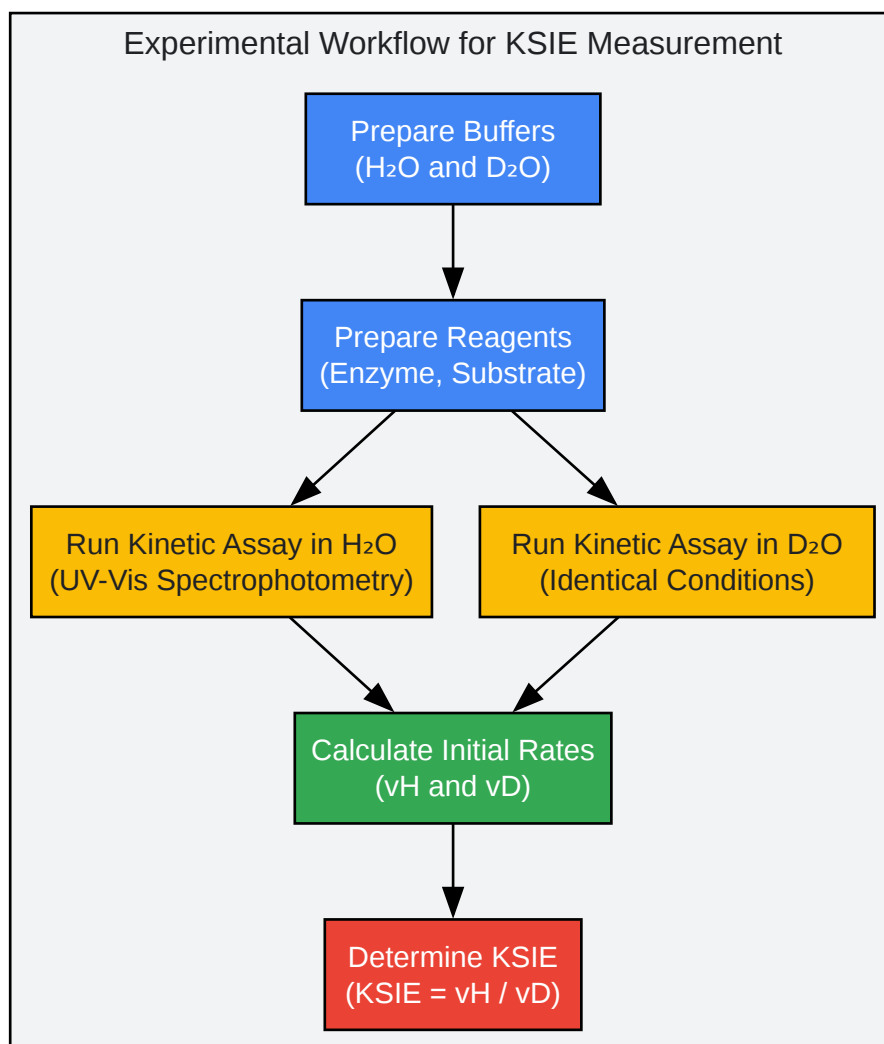 Experimental Workflow for KSIE Measurement
Prepare Buffers
(H₂O and D₂O)
Prepare Reagents
(Enzyme, Substrate)
Run Kinetic Assay in H₂O
(UV-Vis Spectrophotometry)
Run Kinetic Assay in D₂O
(Identical Conditions)
Calculate Initial Rates
(vH and vD)
Determine KSIE
(KSIE = vH / vD)